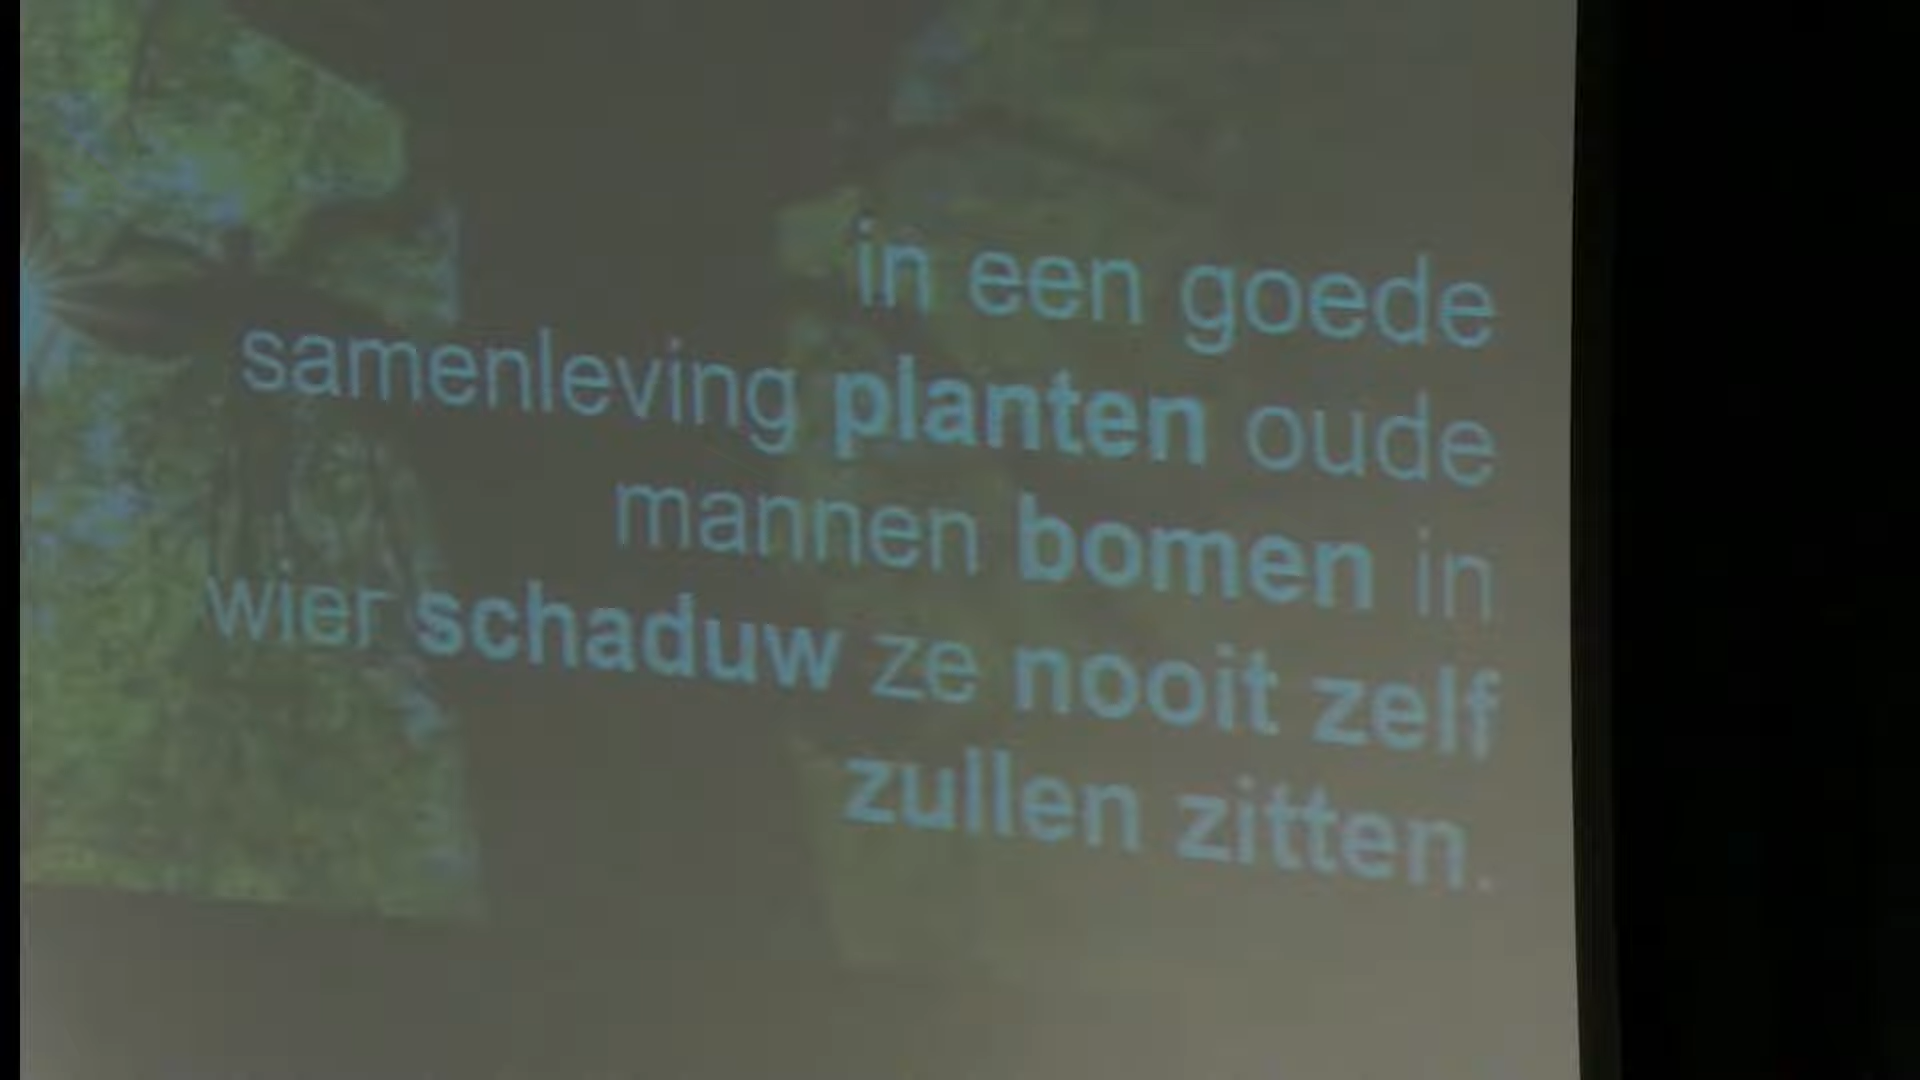 in een goede
samenleving planten oude
mannen bomen in
wier schaduw ze nooit zelf
zullen zitten.